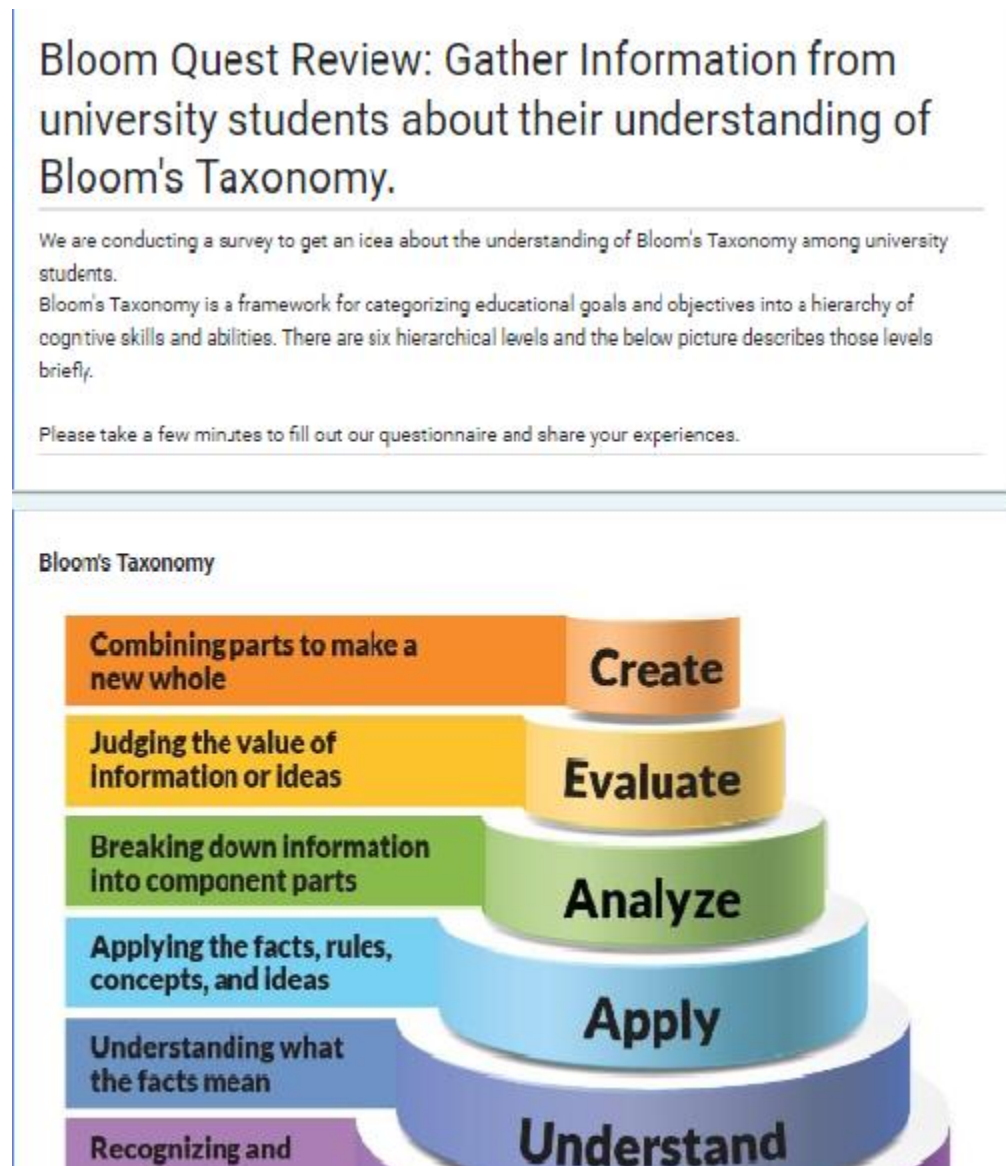 Bloom Quest Review: Gather Information from
university students about their understanding of
Bloom's Taxonomy.
We are conducting a survey to get an idea about the understanding of Bloom's Taxonomy among university
students.
Bloom's Taxonomy is a framework for categorizing educational goals and objectives into a hierarchy of
cogntive skills and abilities. There are six hierarchical levels and the below picture describes those levels
briefly.
Please take a few minutes to fill out our questionnaire and share your experiences.
Bloom's Taxonomy
Combining parts to make a
new whole
Create
Judging the value of
information or ideas
Evaluate
Breaking down information
into component parts
Analyze
Applying the facts, rules,
concepts, and ideas
Apply
Understanding what
the facts mean
Understand
Recognizing and